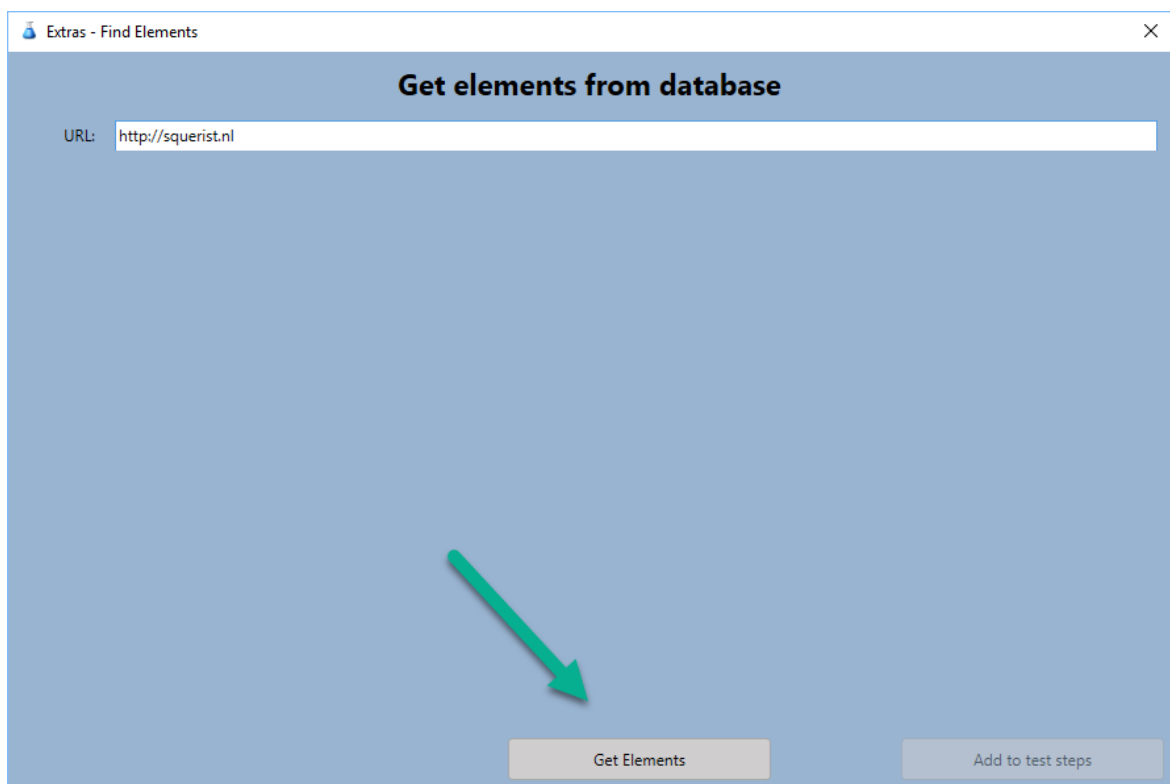 Extras - Find Elements
Get elements from database
URL: http://squerist.nl
Get Elements
Add to test steps